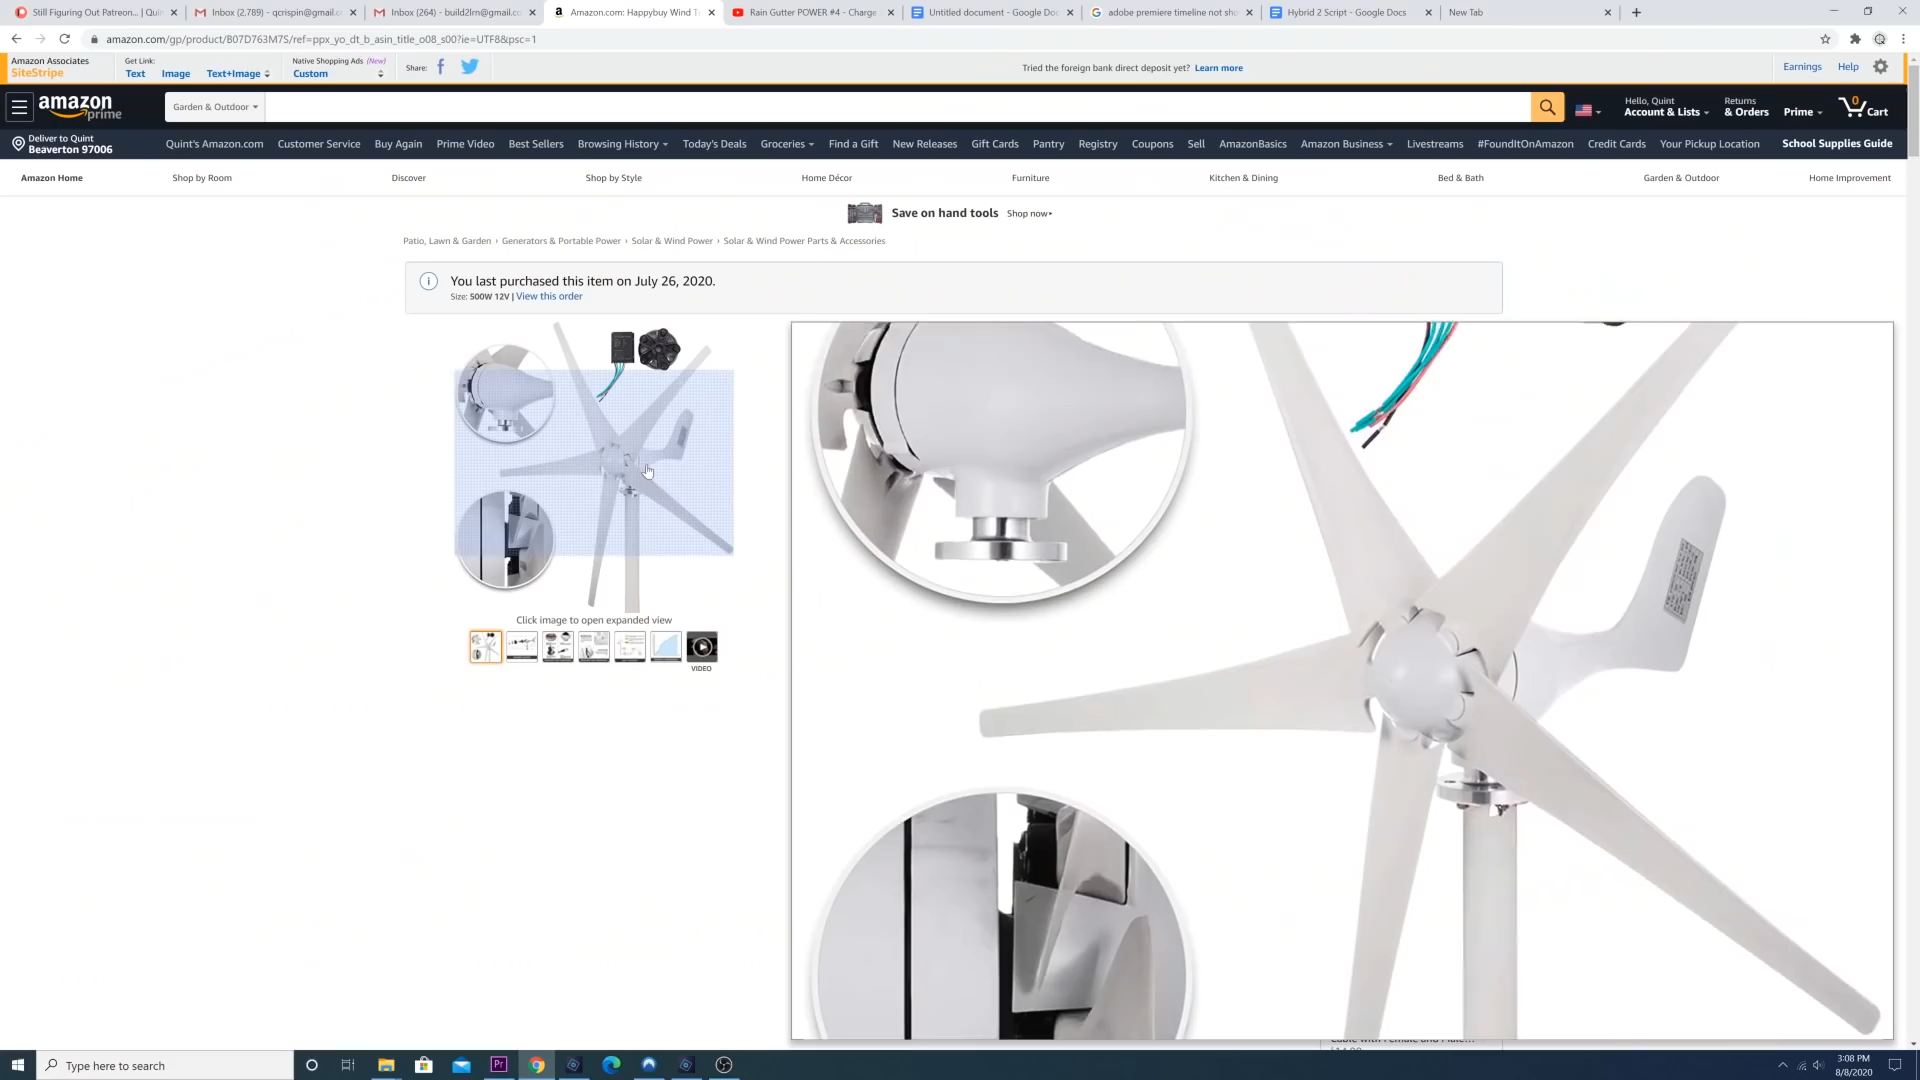 Still Figuring Out Patreon... | Quin
Inbox (2,789) - qcrispin@gmail.co
Inbox (264) - build2lrn@gmail.co
Amazon.com: Happybuy Wind T
Rain Gutter POWER #4 - Charge
Untitled document - Google Doc
adobe premiere timeline not sho
Hybrid 2 Script - Google Docs
New Tab
amazon.com/gp/product/B07D763M7S/ref=ppx_yo_dt_b_asin_title_o08_s00?ie=UTF8&psc=1
Amazon Associates
SiteStripe
Get Link:
Text Image Text+Image
Native Shopping Ads (New)
Custom
Share:
Tried the foreign bank direct deposit yet? Learn more
Earnings Help
amazon prime
Garden & Outdoor
Hello, Quint
Account & Lists
Returns
& Orders
Prime
0
Cart
Deliver to Quint
Beaverton 97006
Quint's Amazon.com Customer Service Buy Again Prime Video Best Sellers Browsing History Today's Deals Groceries Find a Gift New Releases Gift Cards Pantry Registry Coupons Sell AmazonBasics Amazon Business Livestreams #FoundItOnAmazon Credit Cards Your Pickup Location School Supplies Guide
Amazon Home Shop by Room Discover Shop by Style Home Décor Furniture Kitchen & Dining Bed & Bath Garden & Outdoor Home Improvement
Save on hand tools Shop now
Patio, Lawn & Garden › Generators & Portable Power › Solar & Wind Power › Solar & Wind Power Parts & Accessories
You last purchased this item on July 26, 2020.
Size: 500W 12V | View this order
Click image to open expanded view
VIDEO
Type here to search
Pr
3:08 PM
8/8/2020